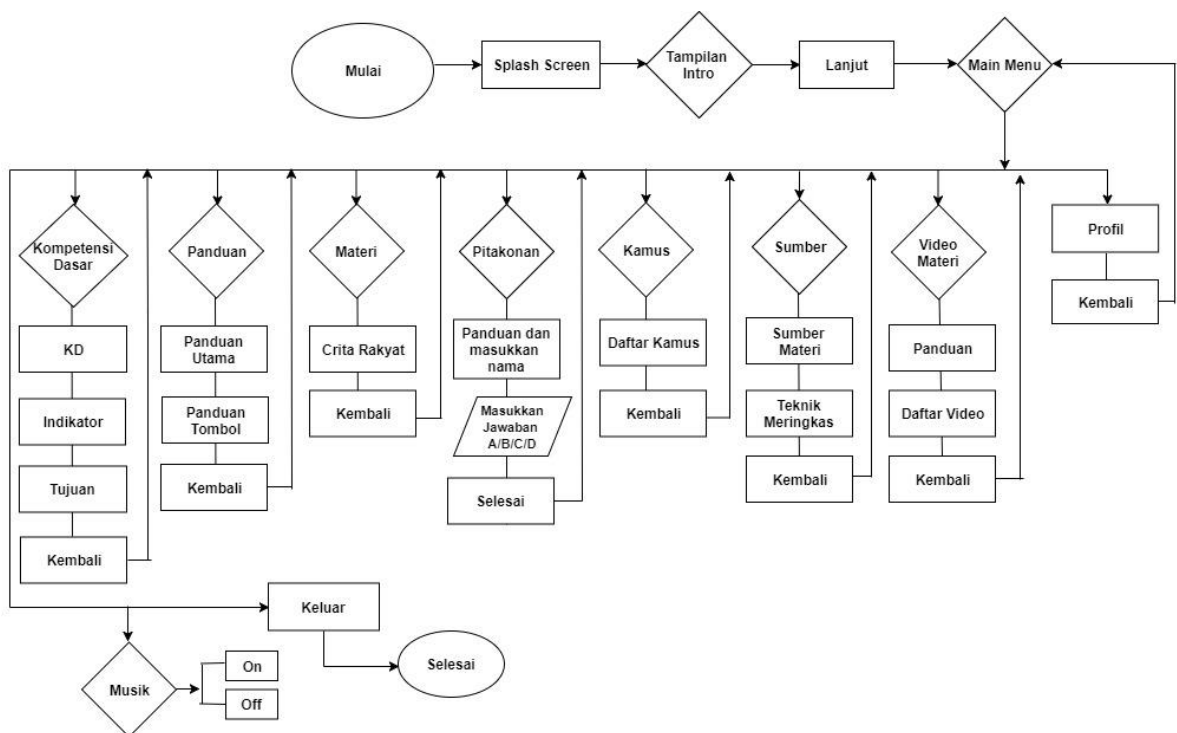 Mulai
Splash Screen
Tampilan
Intro
Lanjut
Main Menu
Kompetensi
Dasar
KD
Indikator
Tujuan
Kembali
Panduan
Panduan
Utama
Panduan
Tombol
Kembali
Materi
Crita Rakyat
Kembali
Pitakonan
Panduan dan
masukkan
nama
Masukkan
Jawaban
A/B/C/D
Selesai
Kamus
Daftar Kamus
Kembali
Sumber
Sumber
Materi
Teknik
Meringkas
Kembali
Video
Materi
Panduan
Daftar Video
Kembali
Profil
Kembali
Keluar
Selesai
Musik
On
Off